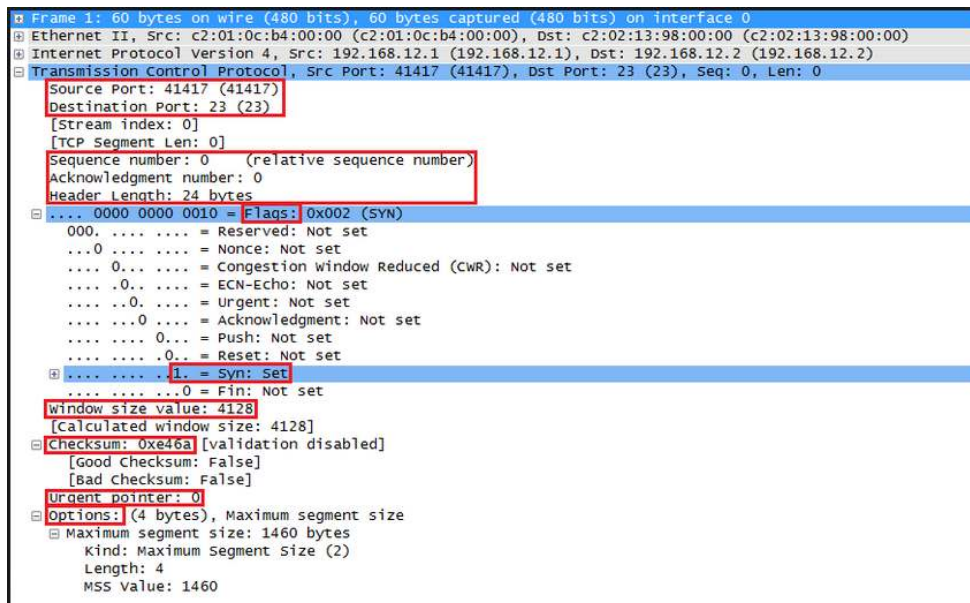 Frame 1: 60 bytes on wire (480 bits), 60 bytes captured (480 bits) on interface 0
Ethernet II, Src: c2:01:0c:b4:00:00 (c2:01:0c:b4:00:00), Dst: c2:02:13:98:00:00 (c2:02:13:98:00:00)
Internet Protocol Version 4, Src: 192.168.12.1 (192.168.12.1), Dst: 192.168.12.2 (192.168.12.2)
Transmission Control Protocol, Src Port: 41417 (41417), Dst Port: 23 (23), Seq: 0, Len: 0
Source Port: 41417 (41417)
Destination Port: 23 (23)
[Stream index: 0]
[TCP Segment Len: 0]
Sequence number: 0    (relative sequence number)
Acknowledgment number: 0
Header Length: 24 bytes
.... 0000 0000 0010 = Flags: 0x002 (SYN)
000. .... .... = Reserved: Not set
...0 .... .... = Nonce: Not set
.... 0... .... = Congestion Window Reduced (CWR): Not set
.... .0.. .... = ECN-Echo: Not set
.... ..0. .... = Urgent: Not set
.... ...0 .... = Acknowledgment: Not set
.... .... 0... = Push: Not set
.... .... .0.. = Reset: Not set
.... .... ..1. = Syn: Set
.... .... ...0 = Fin: Not set
Window size value: 4128
[Calculated window size: 4128]
Checksum: 0xe46a [validation disabled]
[Good Checksum: False]
[Bad Checksum: False]
Urgent pointer: 0
Options: (4 bytes), Maximum segment size
Maximum segment size: 1460 bytes
Kind: Maximum Segment Size (2)
Length: 4
MSS Value: 1460